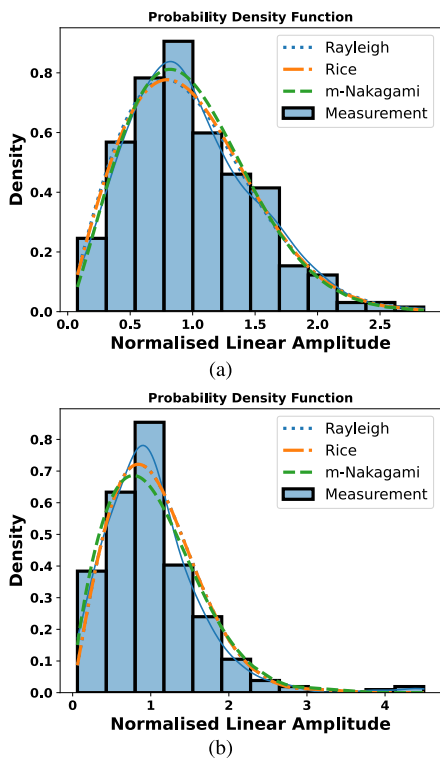 Probability Density Function
Rayleigh
Rice
m-Nakagami
Measurement
Density
0.8
0.6
0.4
0.2
0.0
0.0 0.5 1.0 1.5 2.0 2.5
Normalised Linear Amplitude
(a)
Probability Density Function
Rayleigh
Rice
m-Nakagami
Measurement
Density
0.8
0.7
0.6
0.5
0.4
0.3
0.2
0.1
0.0
0 1 2 3 4
Normalised Linear Amplitude
(b)